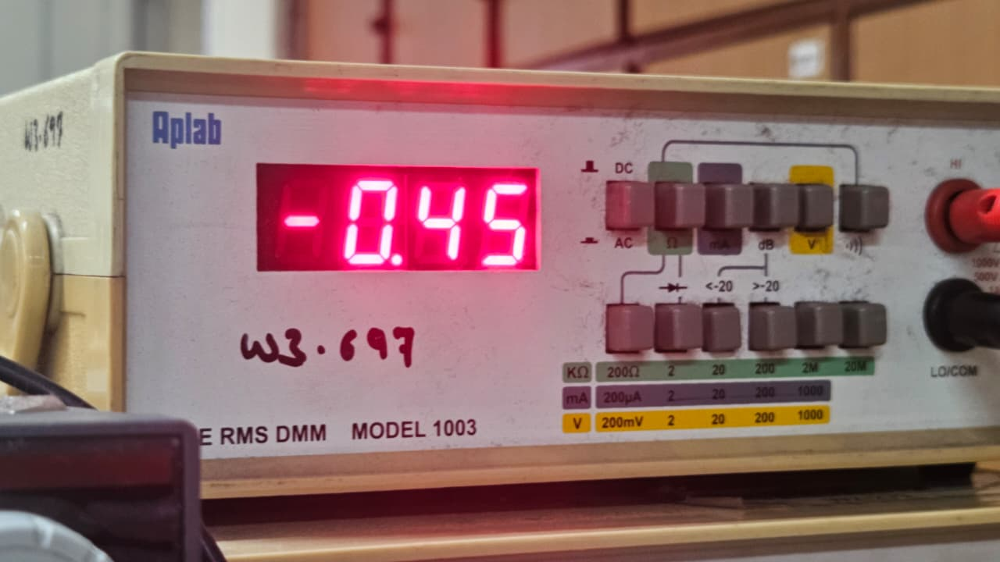 W3.697
Aplab
-0.45
W3.697
E RMS DMM MODEL 1003
DC
AC Ω mA dB V
<-20 >-20
KΩ 200Ω 2 20 200 2M 20M
mA 200µA 2 20 200 1000
V 200mV 2 20 200 1000
HI
1000V
500V
LO/COM